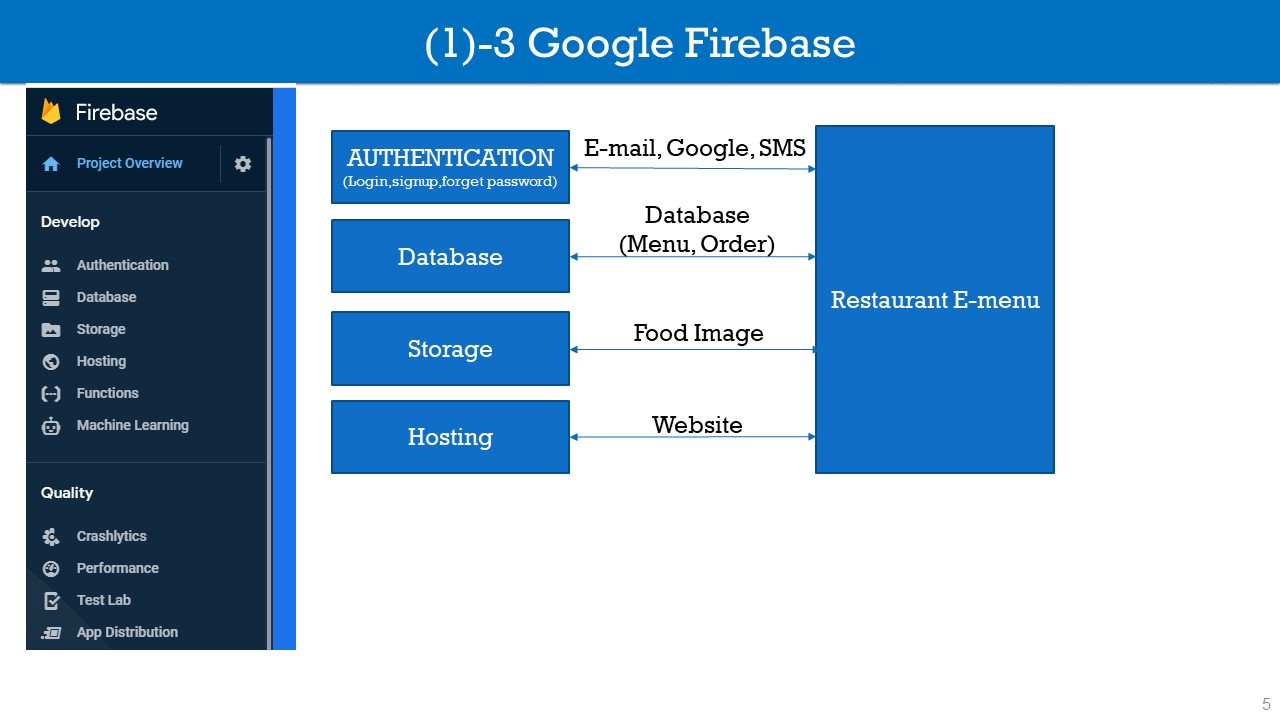 (1)-3 Google Firebase
Firebase
Project Overview
Develop
Authentication
Database
Storage
Hosting
Functions
Machine Learning
Quality
Crashlytics
Performance
Test Lab
App Distribution
AUTHENTICATION
(Login,signup,forget password)
E-mail, Google, SMS
Database
Database
(Menu, Order)
Storage
Food Image
Hosting
Website
Restaurant E-menu
5